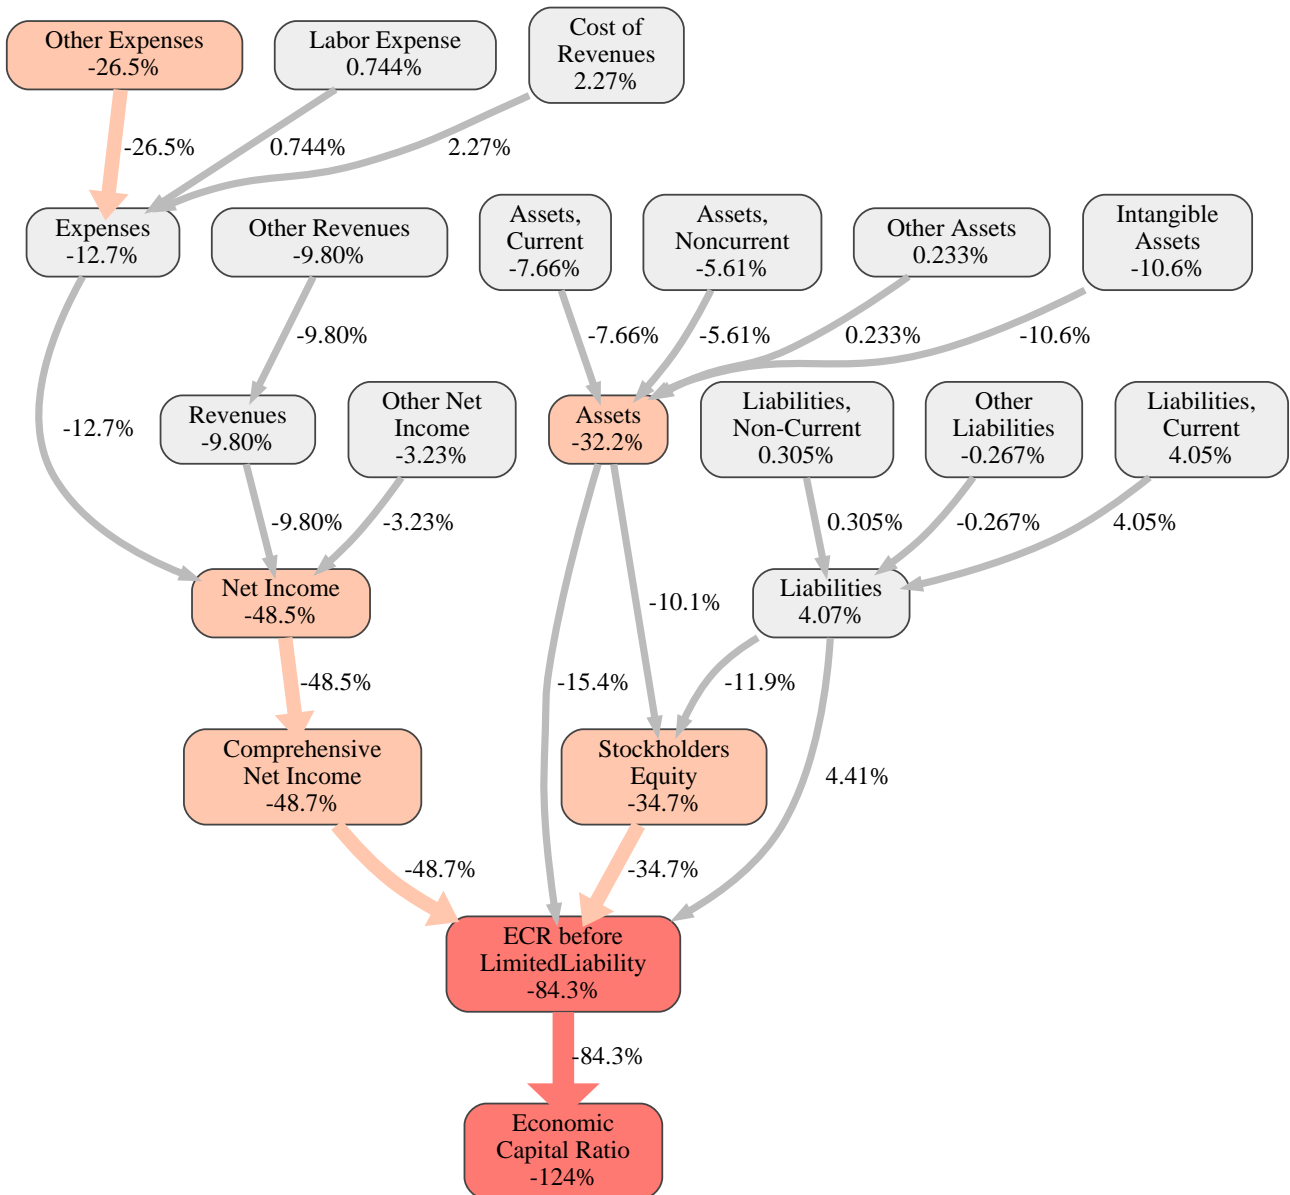 Other Expenses
-26.5%
Labor Expense
0.744%
Cost of
Revenues
2.27%
-26.5%
0.744%
2.27%
Expenses
-12.7%
Other Revenues
-9.80%
Assets,
Current
-7.66%
Assets,
Noncurrent
-5.61%
Other Assets
0.233%
Intangible
Assets
-10.6%
-9.80%
-7.66%
-5.61%
0.233%
-10.6%
-12.7%
Revenues
-9.80%
Other Net
Income
-3.23%
Assets
-32.2%
Liabilities,
Non-Current
0.305%
Other
Liabilities
-0.267%
Liabilities,
Current
4.05%
-9.80%
-3.23%
0.305%
-0.267%
4.05%
Net Income
-48.5%
-10.1%
Liabilities
4.07%
-48.5%
-15.4%
-11.9%
Comprehensive
Net Income
-48.7%
Stockholders
Equity
-34.7%
4.41%
-48.7%
-34.7%
ECR before
LimitedLiability
-84.3%
-84.3%
Economic
Capital Ratio
-124%